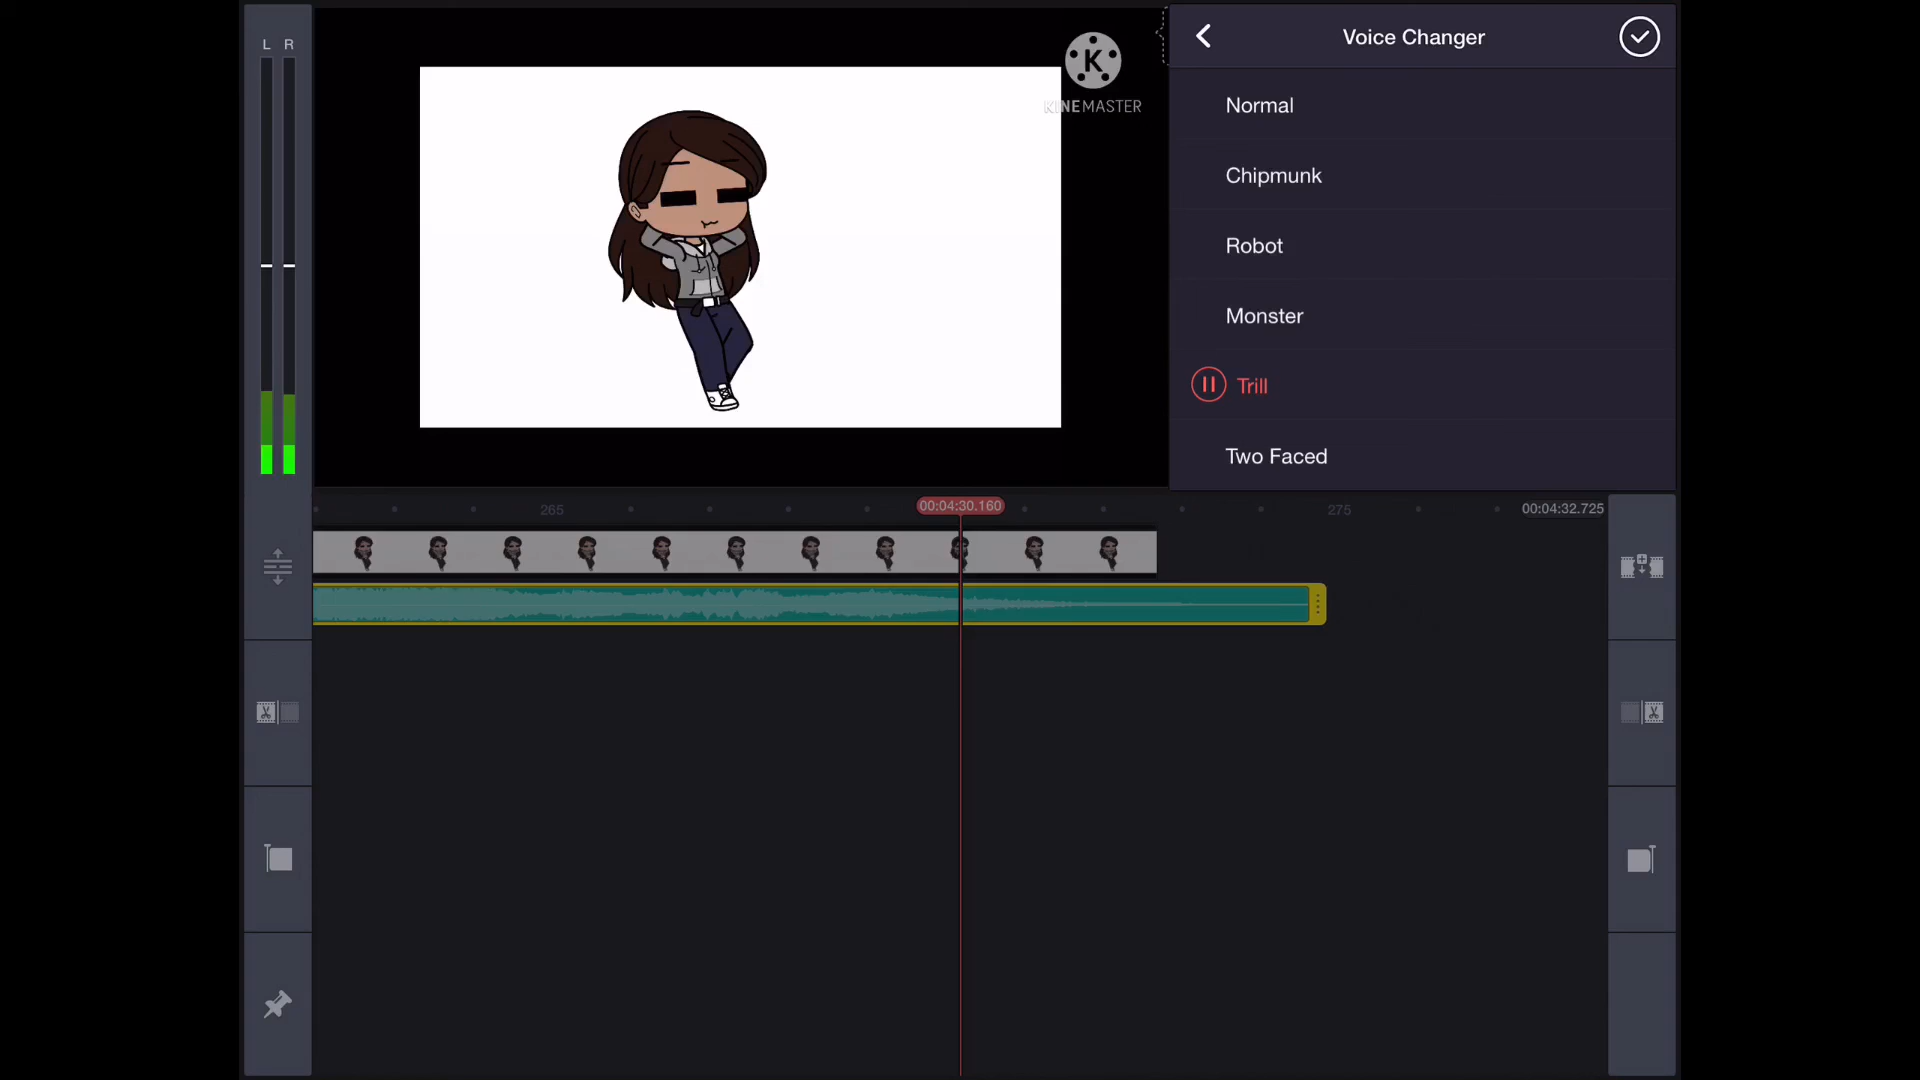 L R
K
KINEMASTER
Voice Changer
Normal
Chipmunk
Robot
Monster
Trill
Two Faced
265
00:04:30.160
275
00:04:32.725